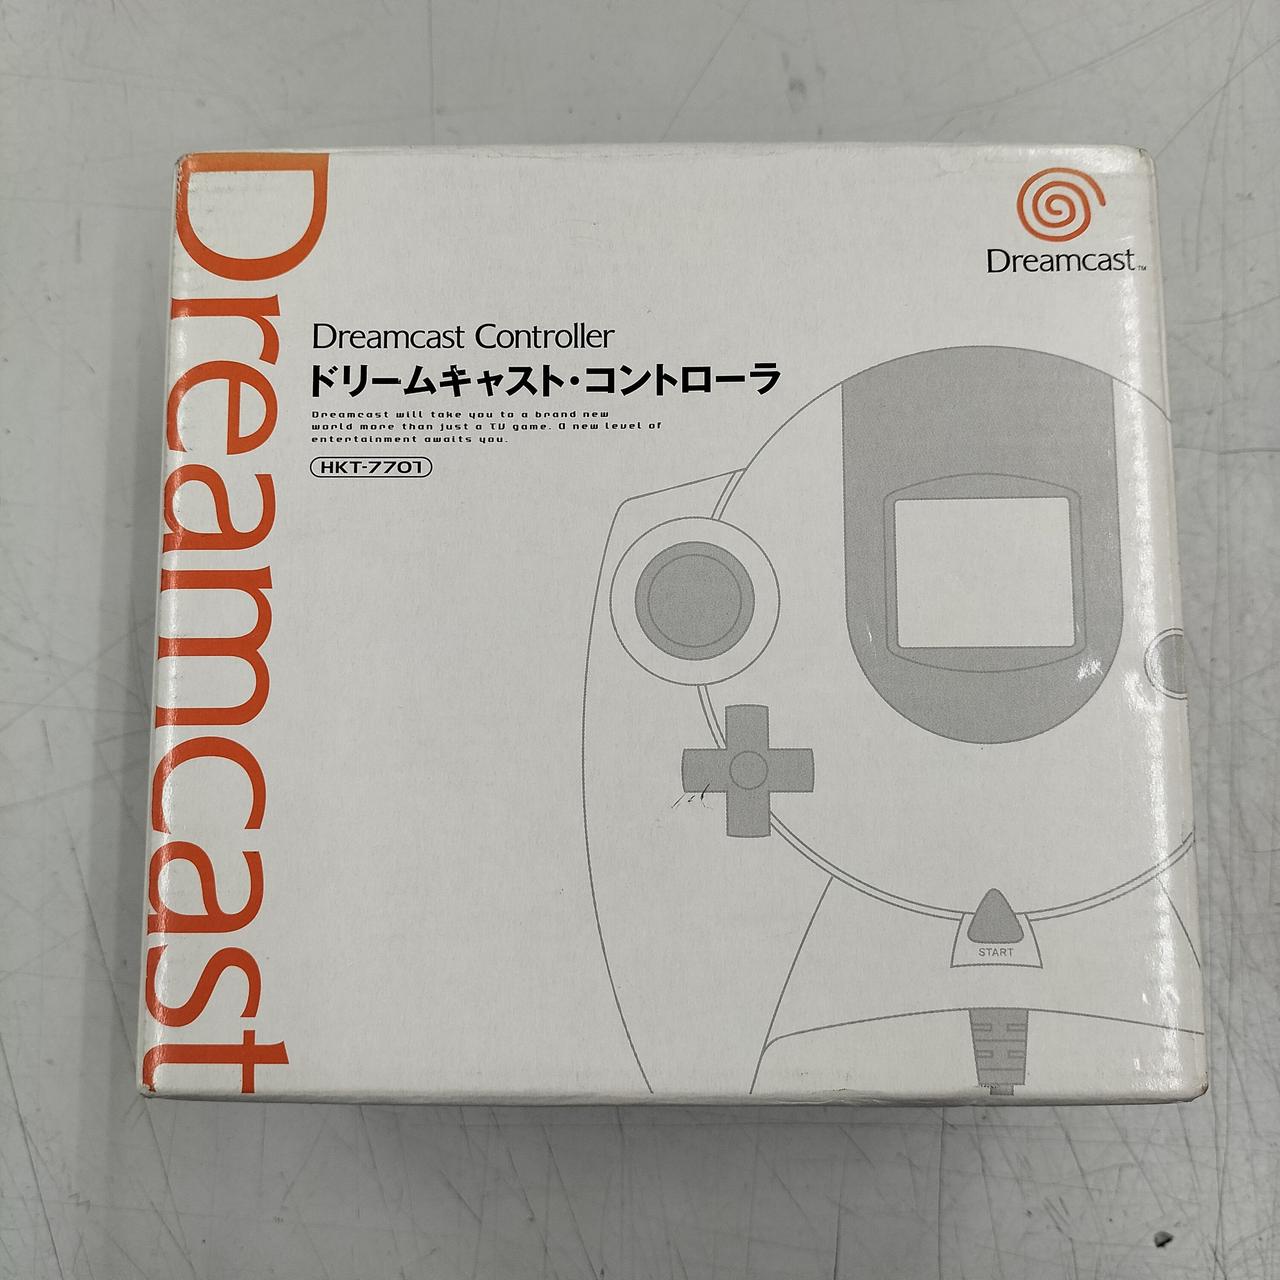 Dreamcast
Dreamcast™
Dreamcast Controller
ドリームキャスト・コントローラ
Dreamcast will take you to a brand new
world more than just a TV game. A new level of
entertainment awaits you.
HKT-7701
START